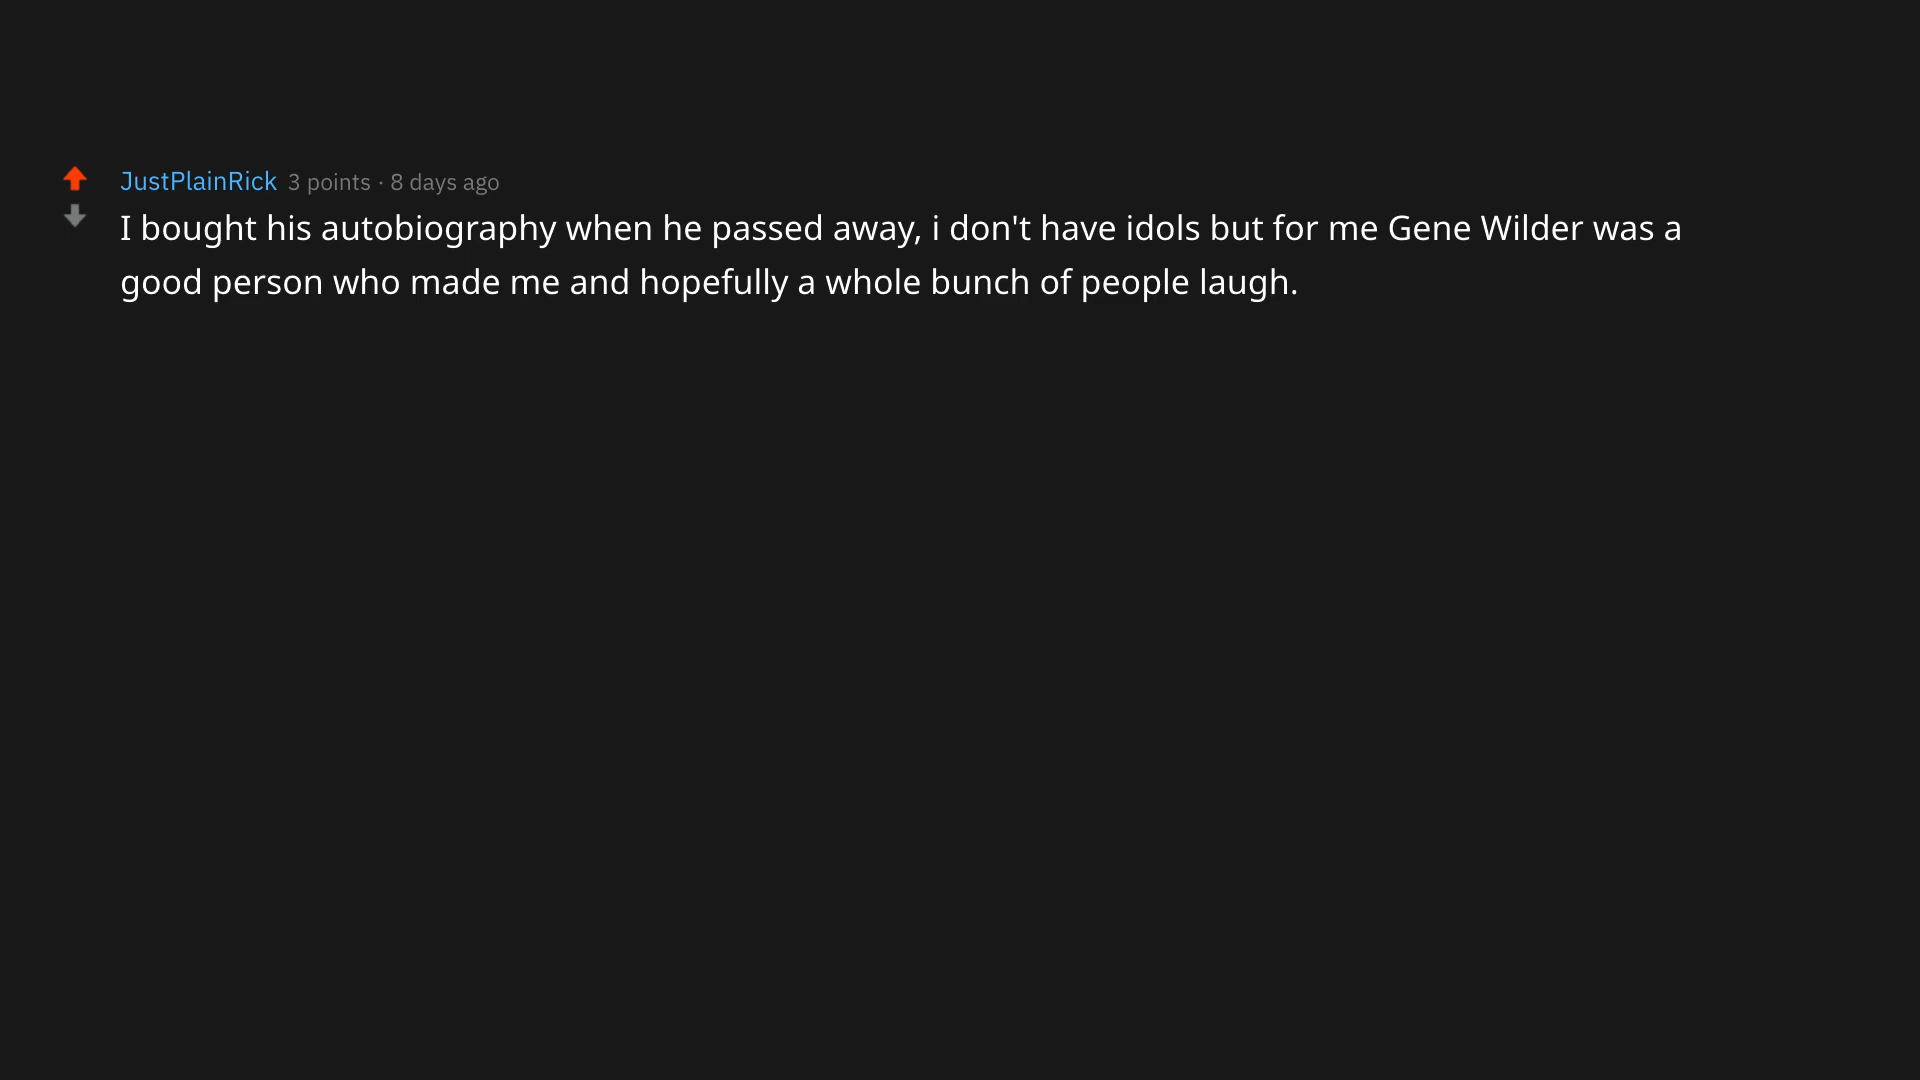 JustPlainRick 3 points · 8 days ago
I bought his autobiography when he passed away, i don't have idols but for me Gene Wilder was a
good person who made me and hopefully a whole bunch of people laugh.